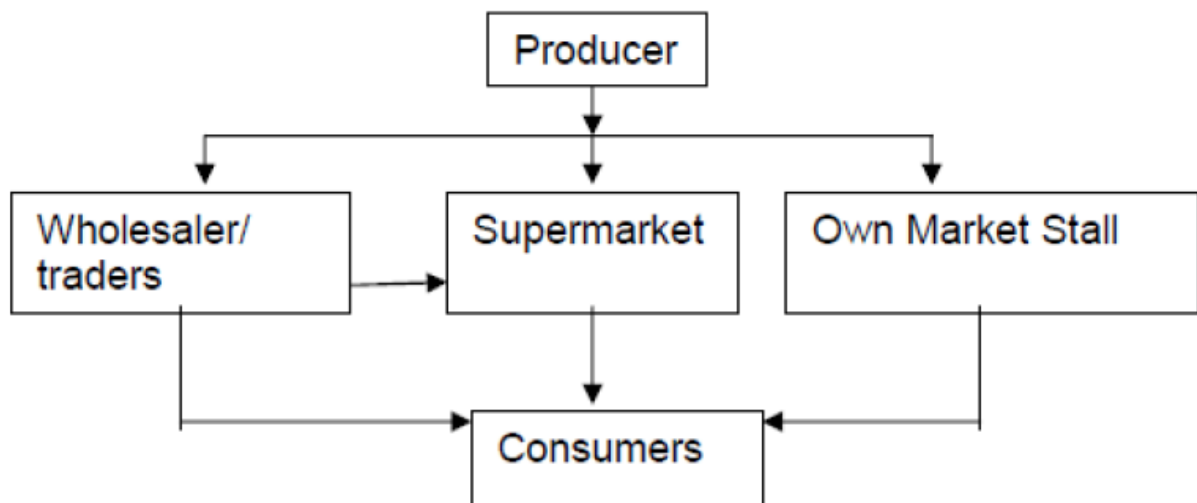 Producer
Wholesaler/
traders
Supermarket
Own Market Stall
Consumers